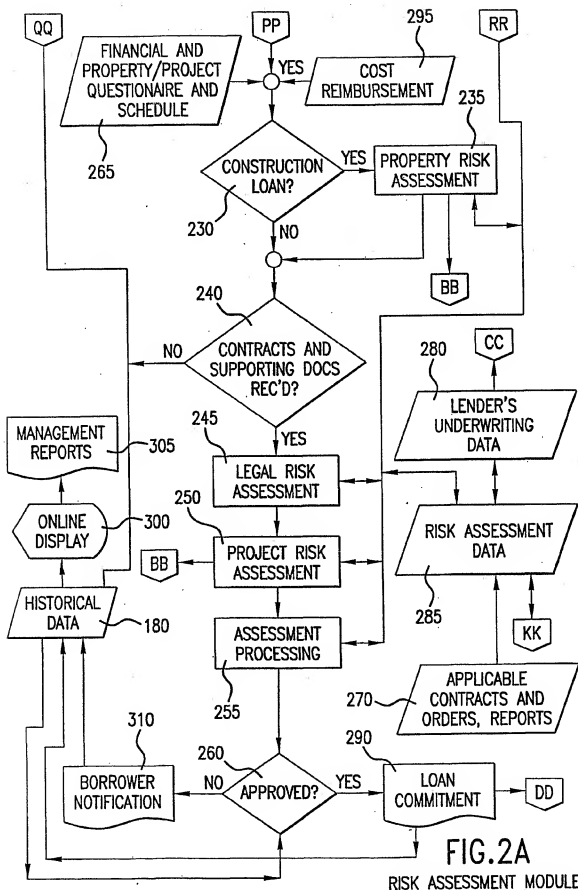 QQ
PP
RR
FINANCIAL AND
PROPERTY/PROJECT
QUESTIONAIRE AND
SCHEDULE
265
YES
295
COST
REIMBURSEMENT
235
CONSTRUCTION
LOAN?
230
YES
PROPERTY RISK
ASSESSMENT
NO
BB
240
CONTRACTS AND
SUPPORTING DOCS
REC'D?
NO
YES
CC
280
LENDER'S
UNDERWRITING
DATA
MANAGEMENT
REPORTS
305
245
LEGAL RISK
ASSESSMENT
ONLINE
DISPLAY
300
250
PROJECT RISK
ASSESSMENT
BB
RISK ASSESSMENT
DATA
285
KK
HISTORICAL
DATA
180
ASSESSMENT
PROCESSING
255
270
APPLICABLE
CONTRACTS AND
ORDERS, REPORTS
310
BORROWER
NOTIFICATION
NO
260
APPROVED?
YES
290
LOAN
COMMITMENT
DD
FIG.2A
RISK ASSESSMENT MODULE